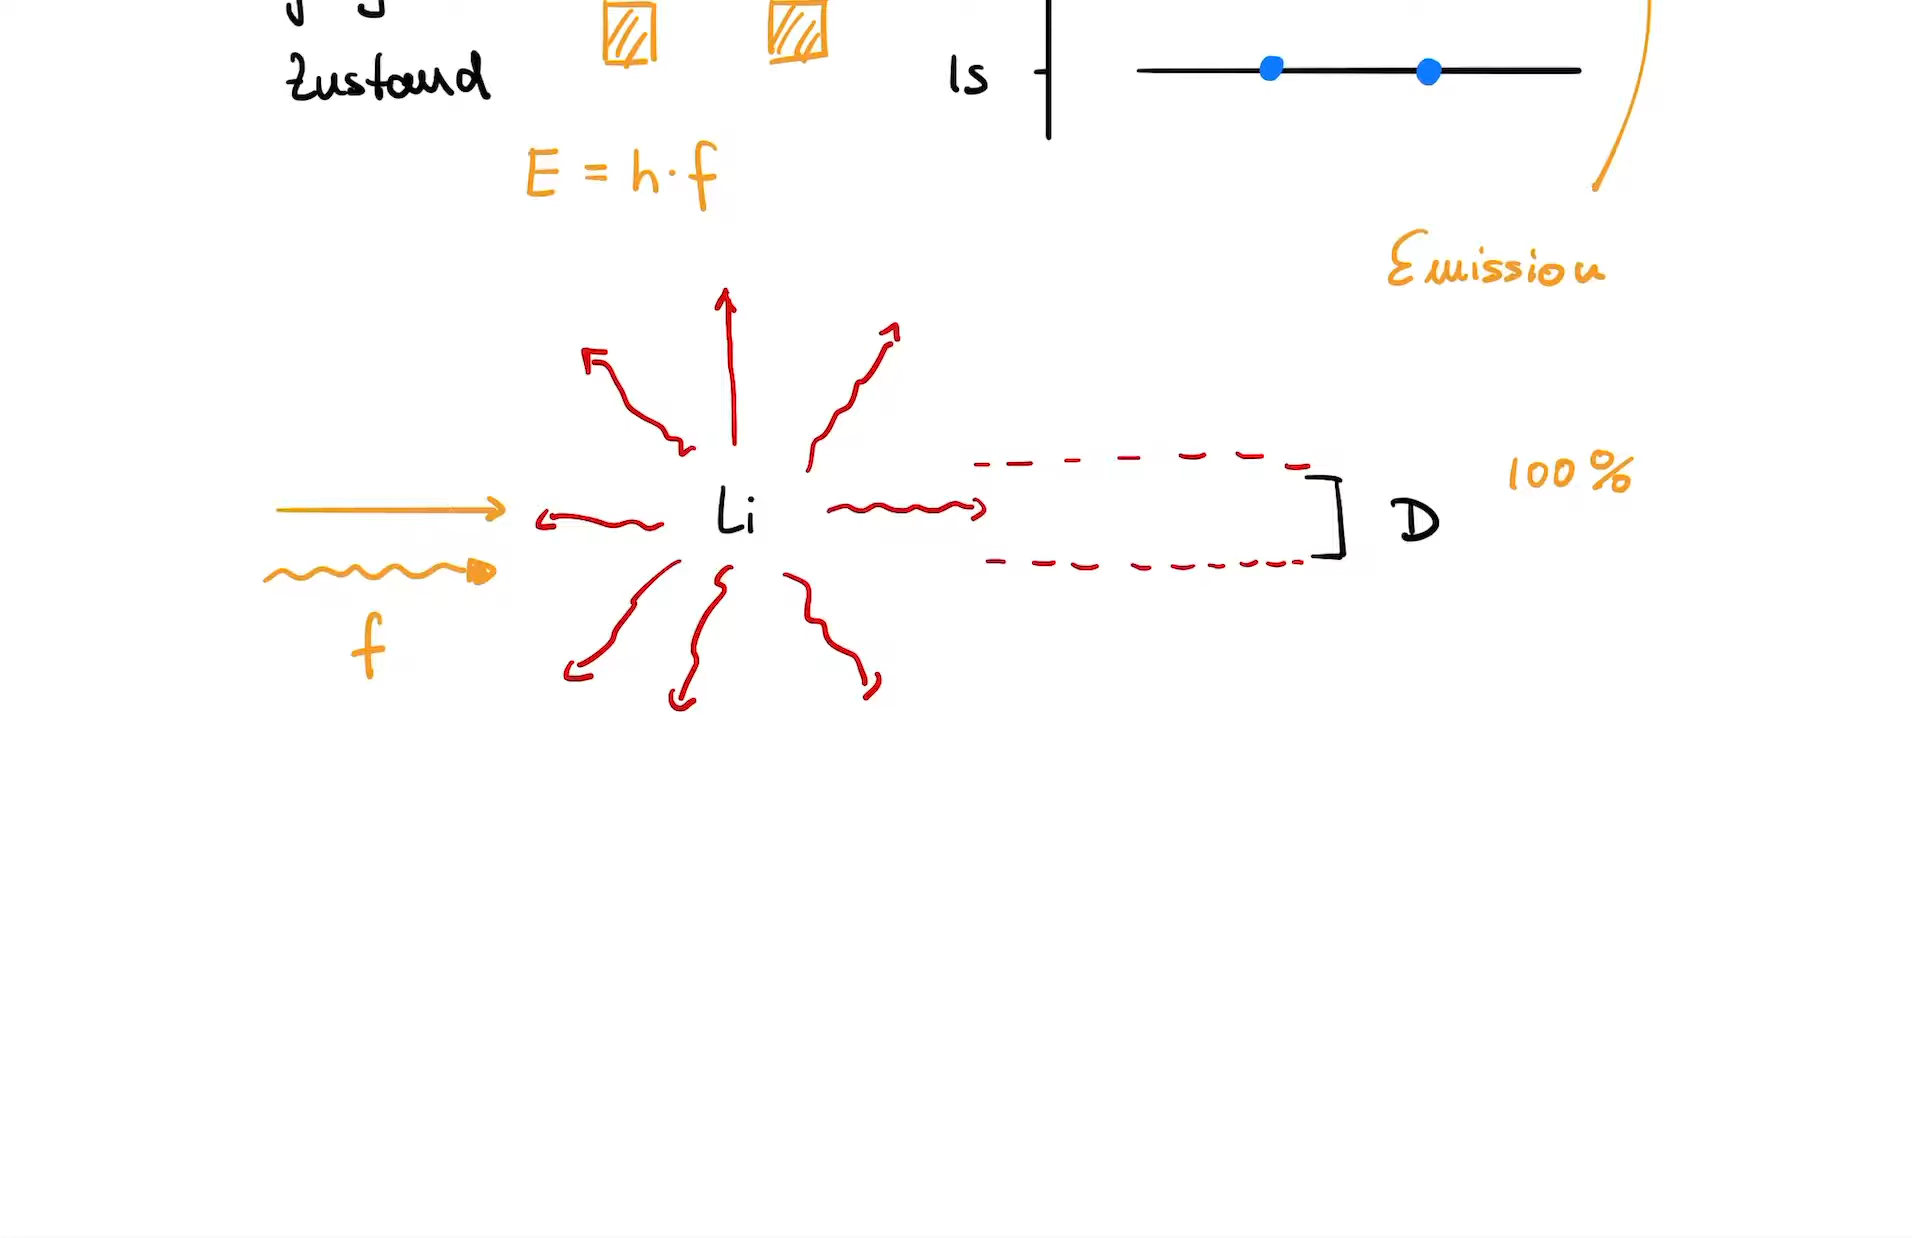 Zustand
1s
E = h · f
Emission
100 %
Li
D
f